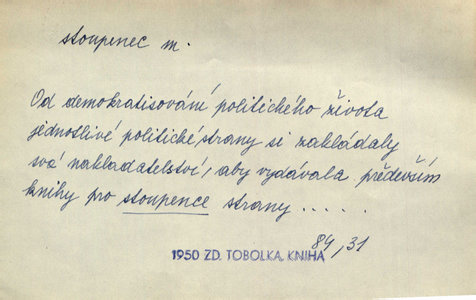 stoupenec m.
Od demokratisování politického života
jednotlivé politické strany si zakládaly
svá nakladatelství, aby vydávala především
knihy pro stoupence strany ......
84,31
1950 ZD. TOBOLKA, KNIHA